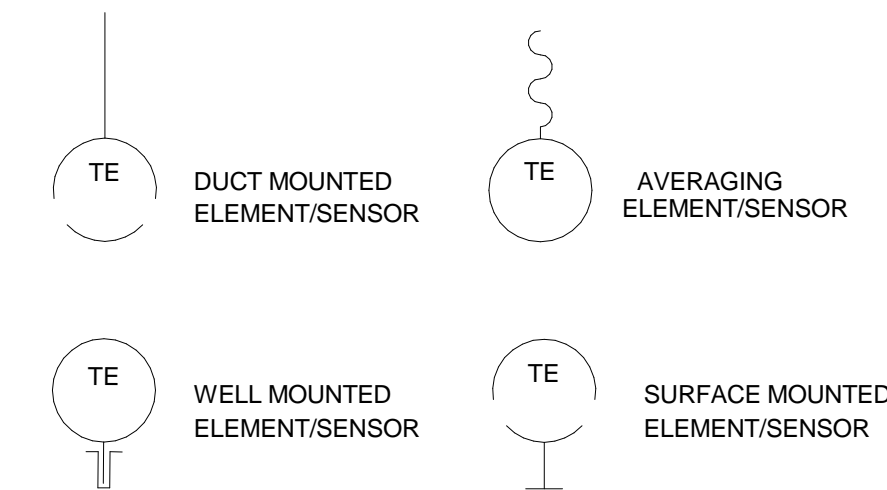 TE
DUCT MOUNTED
ELEMENT/SENSOR
TE
AVERAGING
ELEMENT/SENSOR
TE
WELL MOUNTED
ELEMENT/SENSOR
TE
SURFACE MOUNTED
ELEMENT/SENSOR